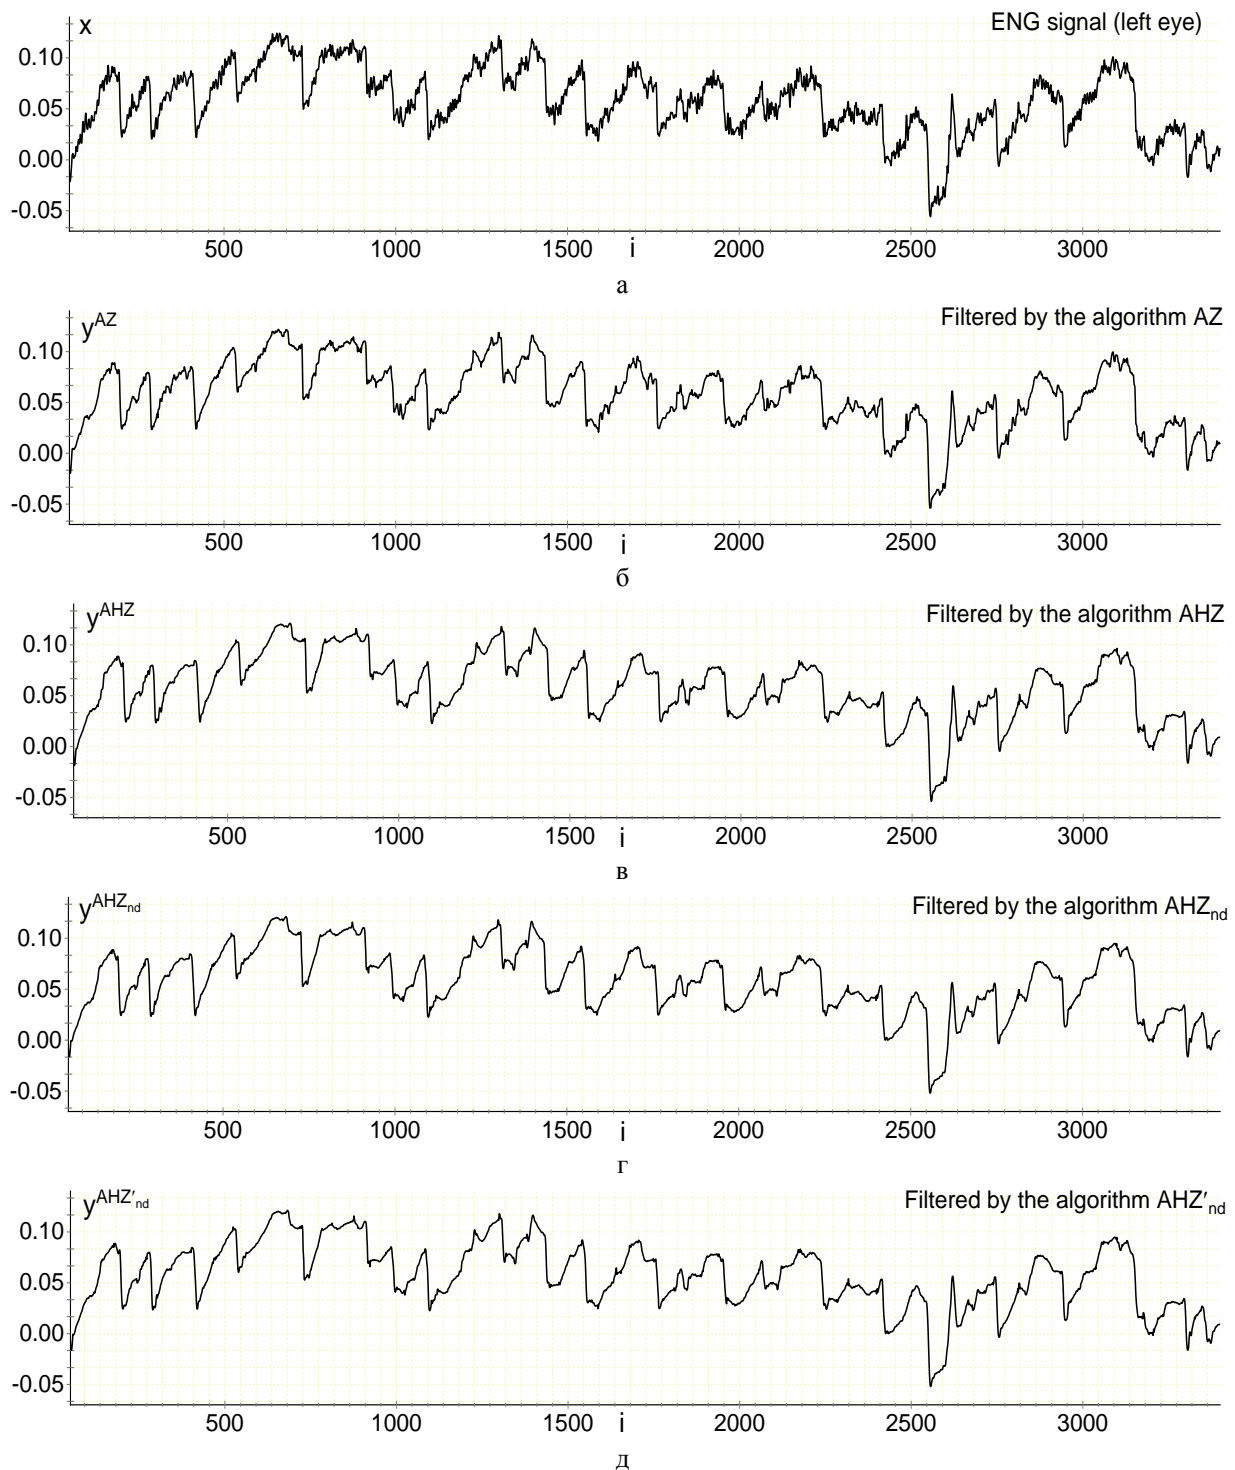 x
ENG signal (left eye)
0.10
0.05
0.00
-0.05
500 1000 1500 i 2000 2500 3000
а
y^AZ
Filtered by the algorithm AZ
0.10
0.05
0.00
-0.05
500 1000 1500 i 2000 2500 3000
б
y^AHZ
Filtered by the algorithm AHZ
0.10
0.05
0.00
-0.05
500 1000 1500 i 2000 2500 3000
в
y^AHZ_nd
Filtered by the algorithm AHZ_nd
0.10
0.05
0.00
-0.05
500 1000 1500 i 2000 2500 3000
г
y^AHZ′_nd
Filtered by the algorithm AHZ′_nd
0.10
0.05
0.00
-0.05
500 1000 1500 i 2000 2500 3000
д